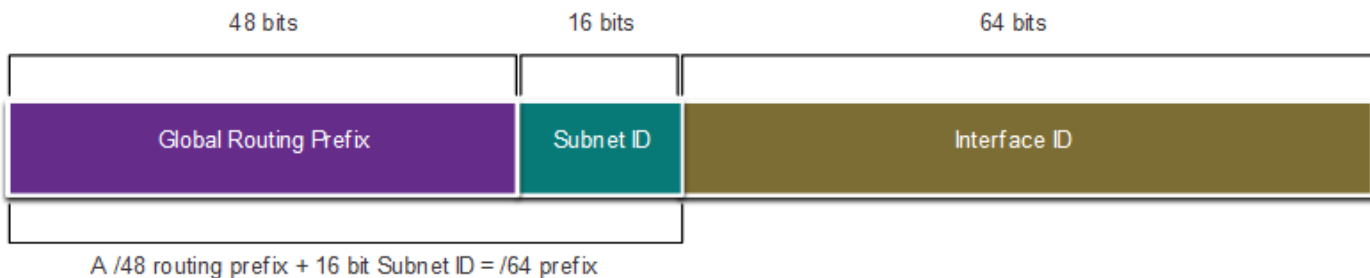 48 bits 16 bits 64 bits
Global Routing Prefix Subnet ID Interface ID
A /48 routing prefix + 16 bit Subnet ID = /64 prefix